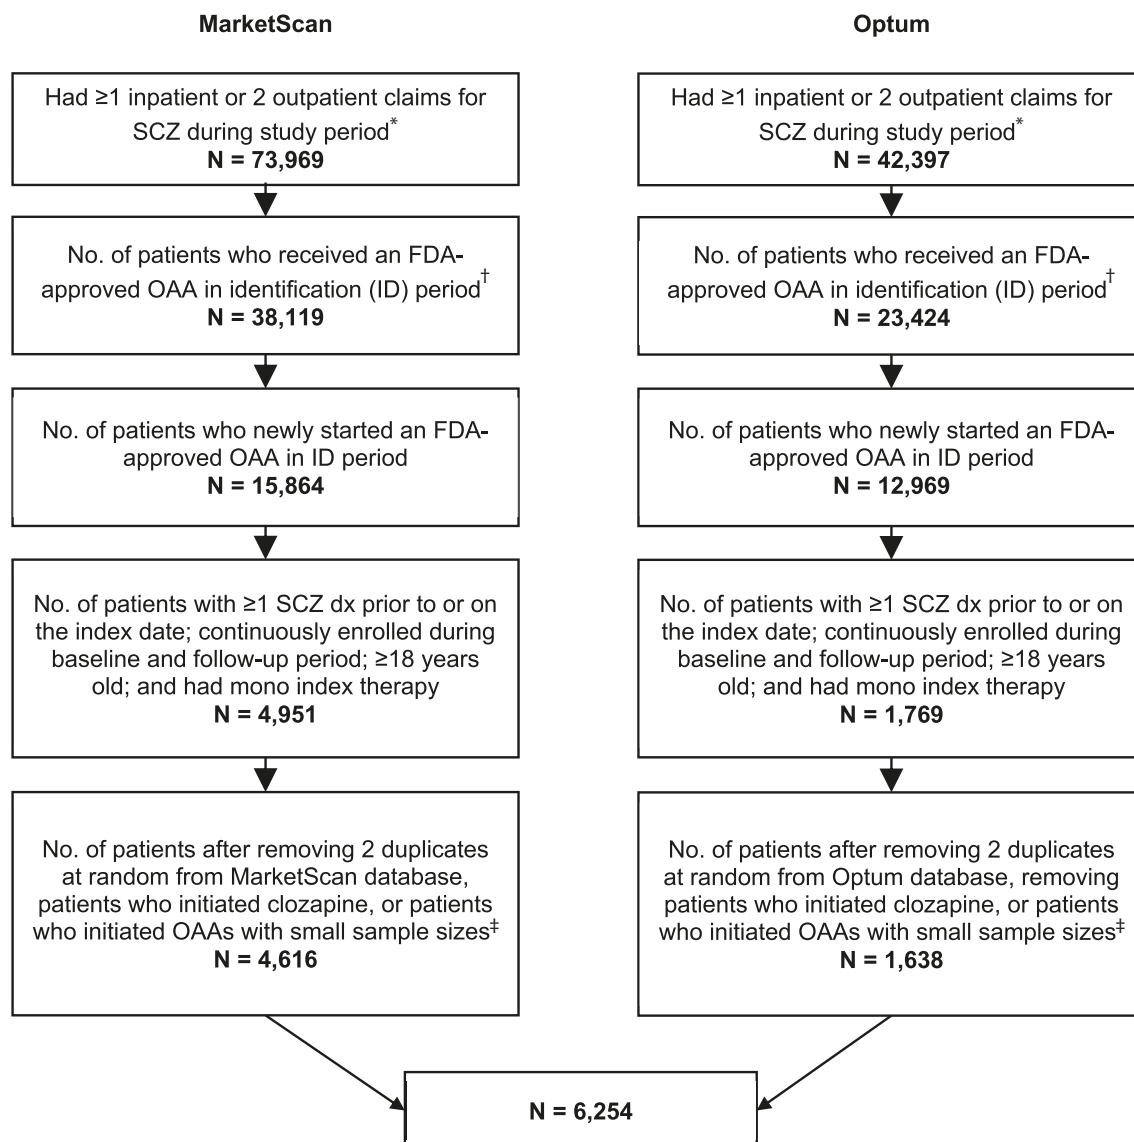 MarketScan
Had ≥1 inpatient or 2 outpatient claims for
SCZ during study period*
N = 73,969
No. of patients who received an FDA-
approved OAA in identification (ID) period†
N = 38,119
No. of patients who newly started an FDA-
approved OAA in ID period
N = 15,864
No. of patients with ≥1 SCZ dx prior to or on
the index date; continuously enrolled during
baseline and follow-up period; ≥18 years
old; and had mono index therapy
N = 4,951
No. of patients after removing 2 duplicates
at random from MarketScan database,
patients who initiated clozapine, or patients
who initiated OAAs with small sample sizes‡
N = 4,616
Optum
Had ≥1 inpatient or 2 outpatient claims for
SCZ during study period*
N = 42,397
No. of patients who received an FDA-
approved OAA in identification (ID) period†
N = 23,424
No. of patients who newly started an FDA-
approved OAA in ID period
N = 12,969
No. of patients with ≥1 SCZ dx prior to or on
the index date; continuously enrolled during
baseline and follow-up period; ≥18 years
old; and had mono index therapy
N = 1,769
No. of patients after removing 2 duplicates
at random from Optum database, removing
patients who initiated clozapine, or patients
who initiated OAAs with small sample sizes‡
N = 1,638
N = 6,254